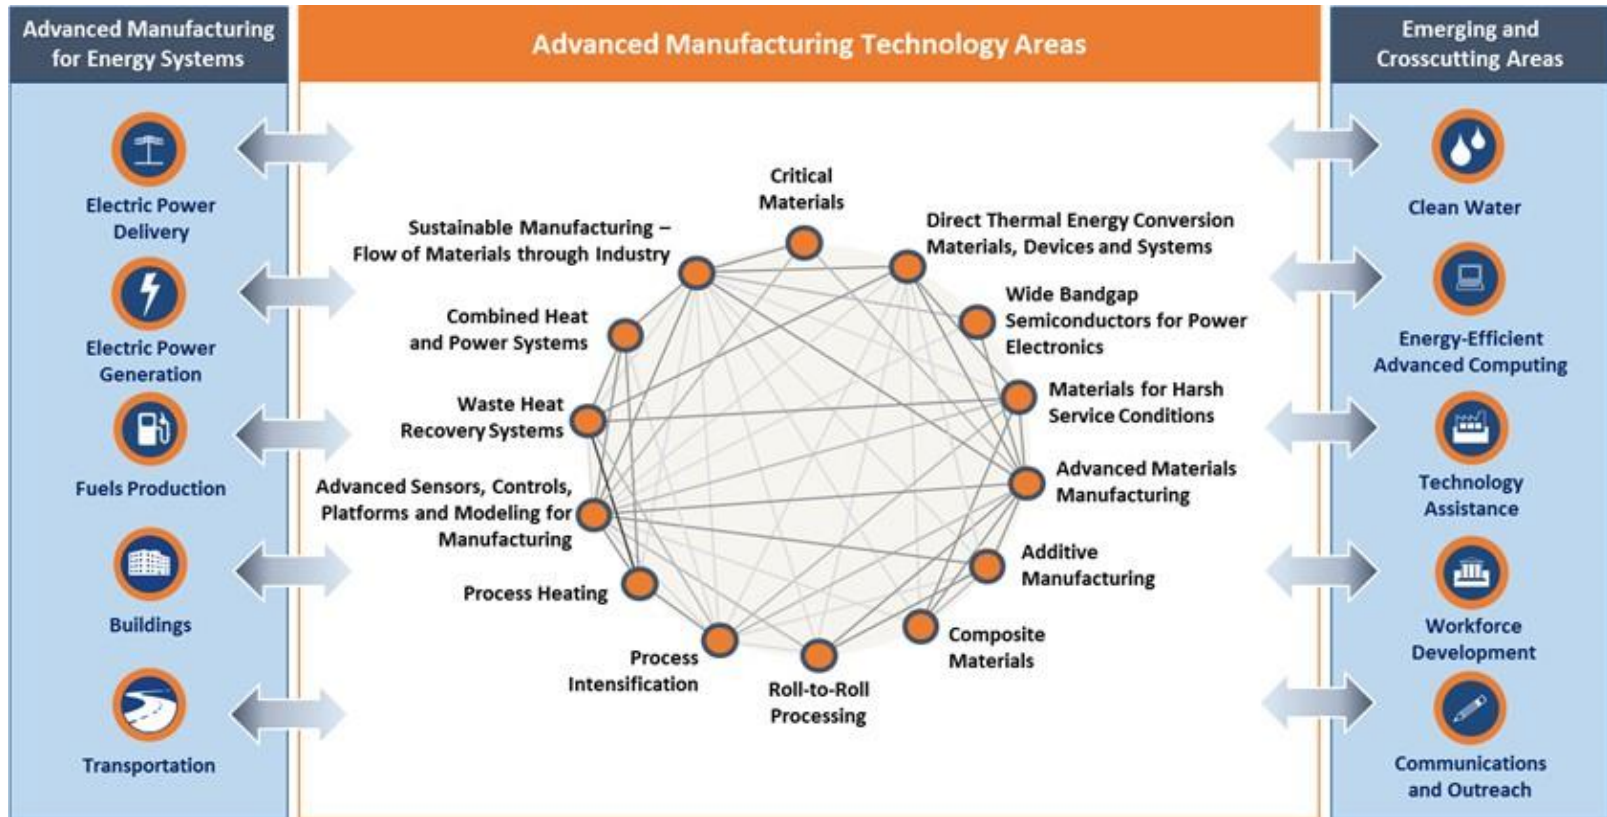 Advanced Manufacturing
for Energy Systems
Electric Power
Delivery
Electric Power
Generation
Fuels Production
Buildings
Transportation
Advanced Manufacturing Technology Areas
Critical
Materials
Direct Thermal Energy Conversion
Materials, Devices and Systems
Wide Bandgap
Semiconductors for Power
Electronics
Materials for Harsh
Service Conditions
Advanced Materials
Manufacturing
Additive
Manufacturing
Composite
Materials
Roll-to-Roll
Processing
Process
Intensification
Process Heating
Advanced Sensors, Controls,
Platforms and Modeling for
Manufacturing
Waste Heat
Recovery Systems
Combined Heat
and Power Systems
Sustainable Manufacturing –
Flow of Materials through Industry
Emerging and
Crosscutting Areas
Clean Water
Energy-Efficient
Advanced Computing
Technology
Assistance
Workforce
Development
Communications
and Outreach